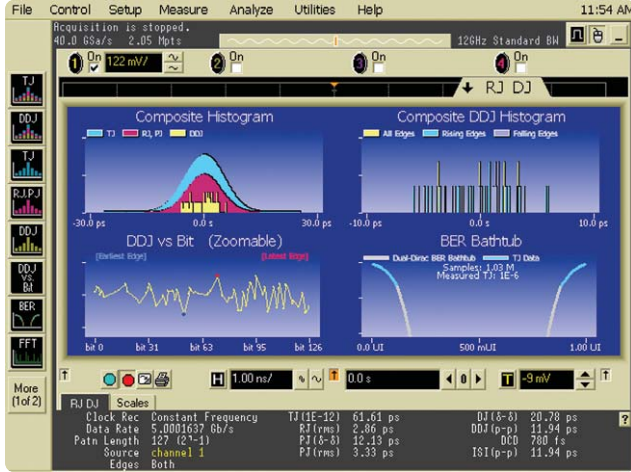 File Control Setup Measure Analyze Utilities Help 11:54 AM
Acquisition is stopped.
40.0 GSa/s 2.05 Mpts 12GHz Standard BW
1 On 122 mV/ 2 On 3 On 4 On
RJ DJ
TJ
DDJ
TJ
RJ,PJ
DDJ
DDJ vs. Bit
BER
FFT
More (1of 2)
Composite Histogram
TJ RJ, PJ DDJ
-30.0 ps 0.0 s 30.0 ps
Composite DDJ Histogram
All Edges Rising Edges Falling Edges
-10.0 ps 0.0 s 10.0 ps
DDJ vs Bit (Zoomable)
[Earliest Edge] [Latest Edge]
bit 0 bit 31 bit 63 bit 95 bit 126
BER Bathtub
Dual-Dirac BER Bathtub TJ Data
Samples: 1.03 M
Measured TJ: 1E-6
0.0 UI 500 mUI 1.00 UI
H 1.00 ns/ 0.0 s 0 T -9 mV
RJ DJ Scales
Clock Rec Constant Frequency TJ(1E-12) 61.61 ps DJ(δ-δ) 20.78 ps
Data Rate 5.0001637 Gb/s RJ(rms) 2.86 ps DDJ(p-p) 11.94 ps
Patn Length 127 (2⁷-1) PJ(δ-δ) 12.13 ps DCD 780 fs
Source channel 1 PJ(rms) 3.33 ps ISI(p-p) 11.94 ps
Edges Both
?